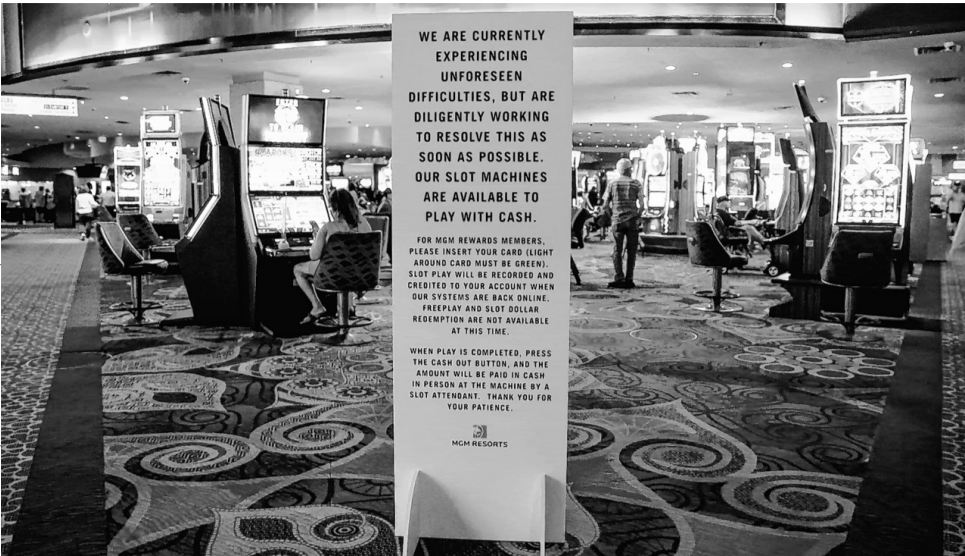 WE ARE CURRENTLY
EXPERIENCING
UNFORESEEN
DIFFICULTIES, BUT ARE
DILIGENTLY WORKING
TO RESOLVE THIS AS
SOON AS POSSIBLE.
OUR SLOT MACHINES
ARE AVAILABLE TO
PLAY WITH CASH.
FOR MGM REWARDS MEMBERS,
PLEASE INSERT YOUR CARD (LIGHT
AROUND CARD MUST BE GREEN).
SLOT PLAY WILL BE RECORDED AND
CREDITED TO YOUR ACCOUNT WHEN
OUR SYSTEMS ARE BACK ONLINE.
FREEPLAY AND SLOT DOLLAR
REDEMPTION ARE NOT AVAILABLE
AT THIS TIME.
WHEN PLAY IS COMPLETED, PRESS
THE CASH OUT BUTTON, AND THE
AMOUNT WILL BE PAID IN CASH
IN PERSON AT THE MACHINE BY A
SLOT ATTENDANT. THANK YOU FOR
YOUR PATIENCE.
MGM RESORTS